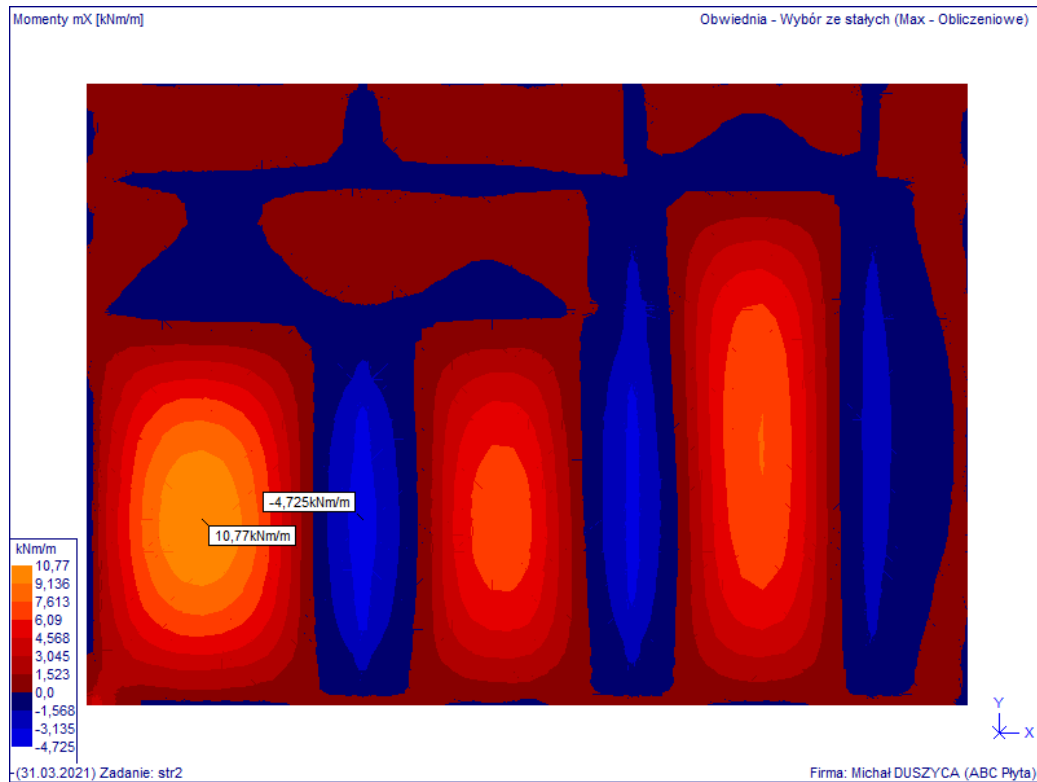 Momenty mX [kNm/m]
Obwiednia - Wybór ze stałych (Max - Obliczeniowe)
-4,725kNm/m
10,77kNm/m
kNm/m
10,77
9,136
7,613
6,09
4,568
3,045
1,523
0,0
-1,568
-3,135
-4,725
Y
X
(31.03.2021) Zadanie: str2
Firma: Michał DUSZYCA (ABC Płyta)